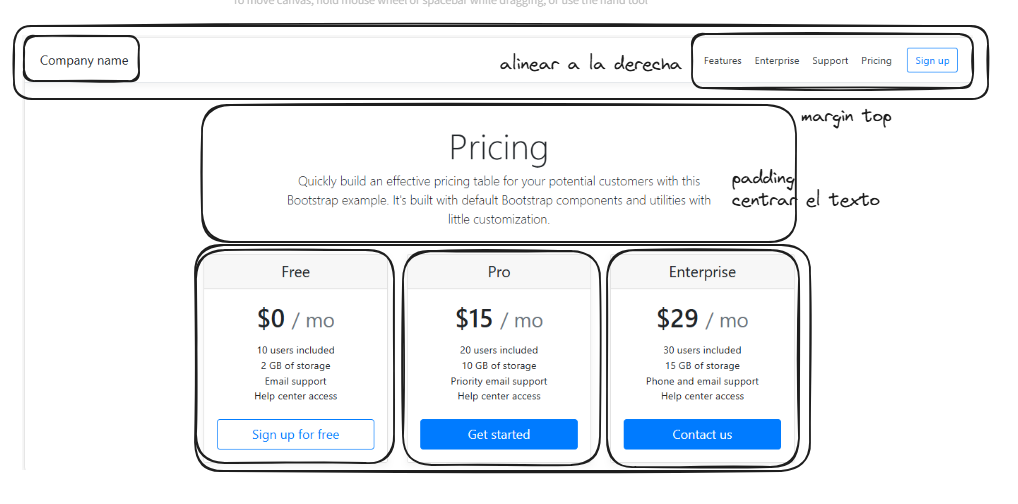 To move canvas, hold mouse wheel or spacebar while dragging, or use the hand tool
Company name
alinear a la derecha
Features Enterprise Support Pricing Sign up
margin top
Pricing
Quickly build an effective pricing table for your potential customers with this
Bootstrap example. It's built with default Bootstrap components and utilities with
little customization.
padding
centrar el texto
Free
$0 / mo
10 users included
2 GB of storage
Email support
Help center access
Sign up for free
Pro
$15 / mo
20 users included
10 GB of storage
Priority email support
Help center access
Get started
Enterprise
$29 / mo
30 users included
15 GB of storage
Phone and email support
Help center access
Contact us